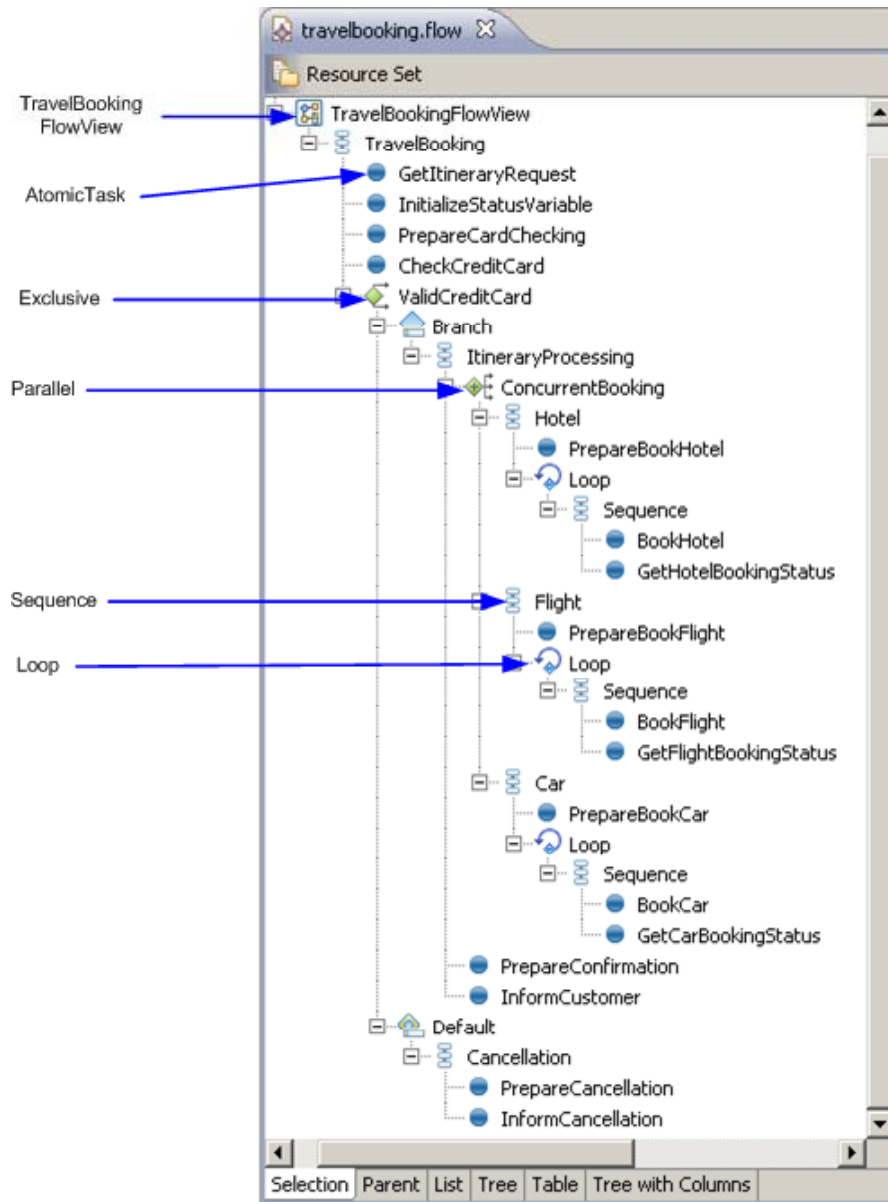 travelbooking.flow
Resource Set
TravelBooking
FlowView
TravelBookingFlowView
TravelBooking
AtomicTask
GetItineraryRequest
InitializeStatusVariable
PrepareCardChecking
CheckCreditCard
Exclusive
ValidCreditCard
Branch
ItineraryProcessing
Parallel
ConcurrentBooking
Hotel
PrepareBookHotel
Loop
Sequence
BookHotel
GetHotelBookingStatus
Sequence
Flight
PrepareBookFlight
Loop
Loop
Sequence
BookFlight
GetFlightBookingStatus
Car
PrepareBookCar
Loop
Sequence
BookCar
GetCarBookingStatus
PrepareConfirmation
InformCustomer
Default
Cancellation
PrepareCancellation
InformCancellation
Selection Parent List Tree Table Tree with Columns